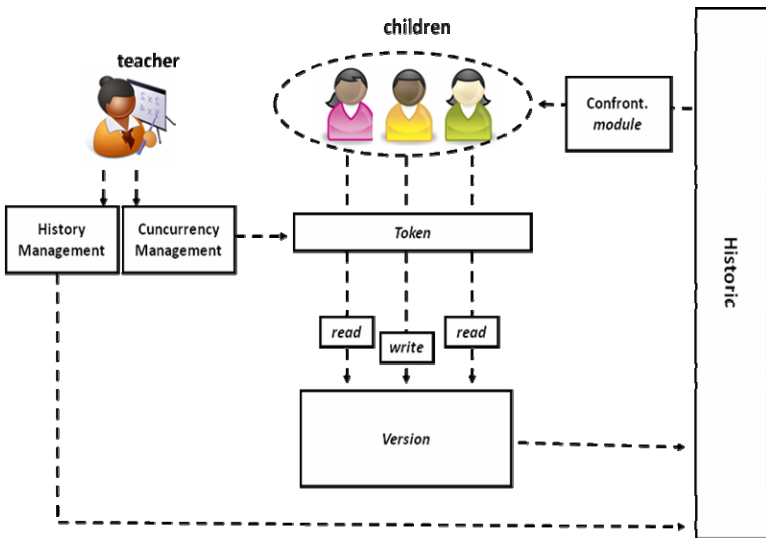 children
teacher
Confront.
module
History
Management
Cuncurrency
Management
Token
Historic
read
write
read
Version